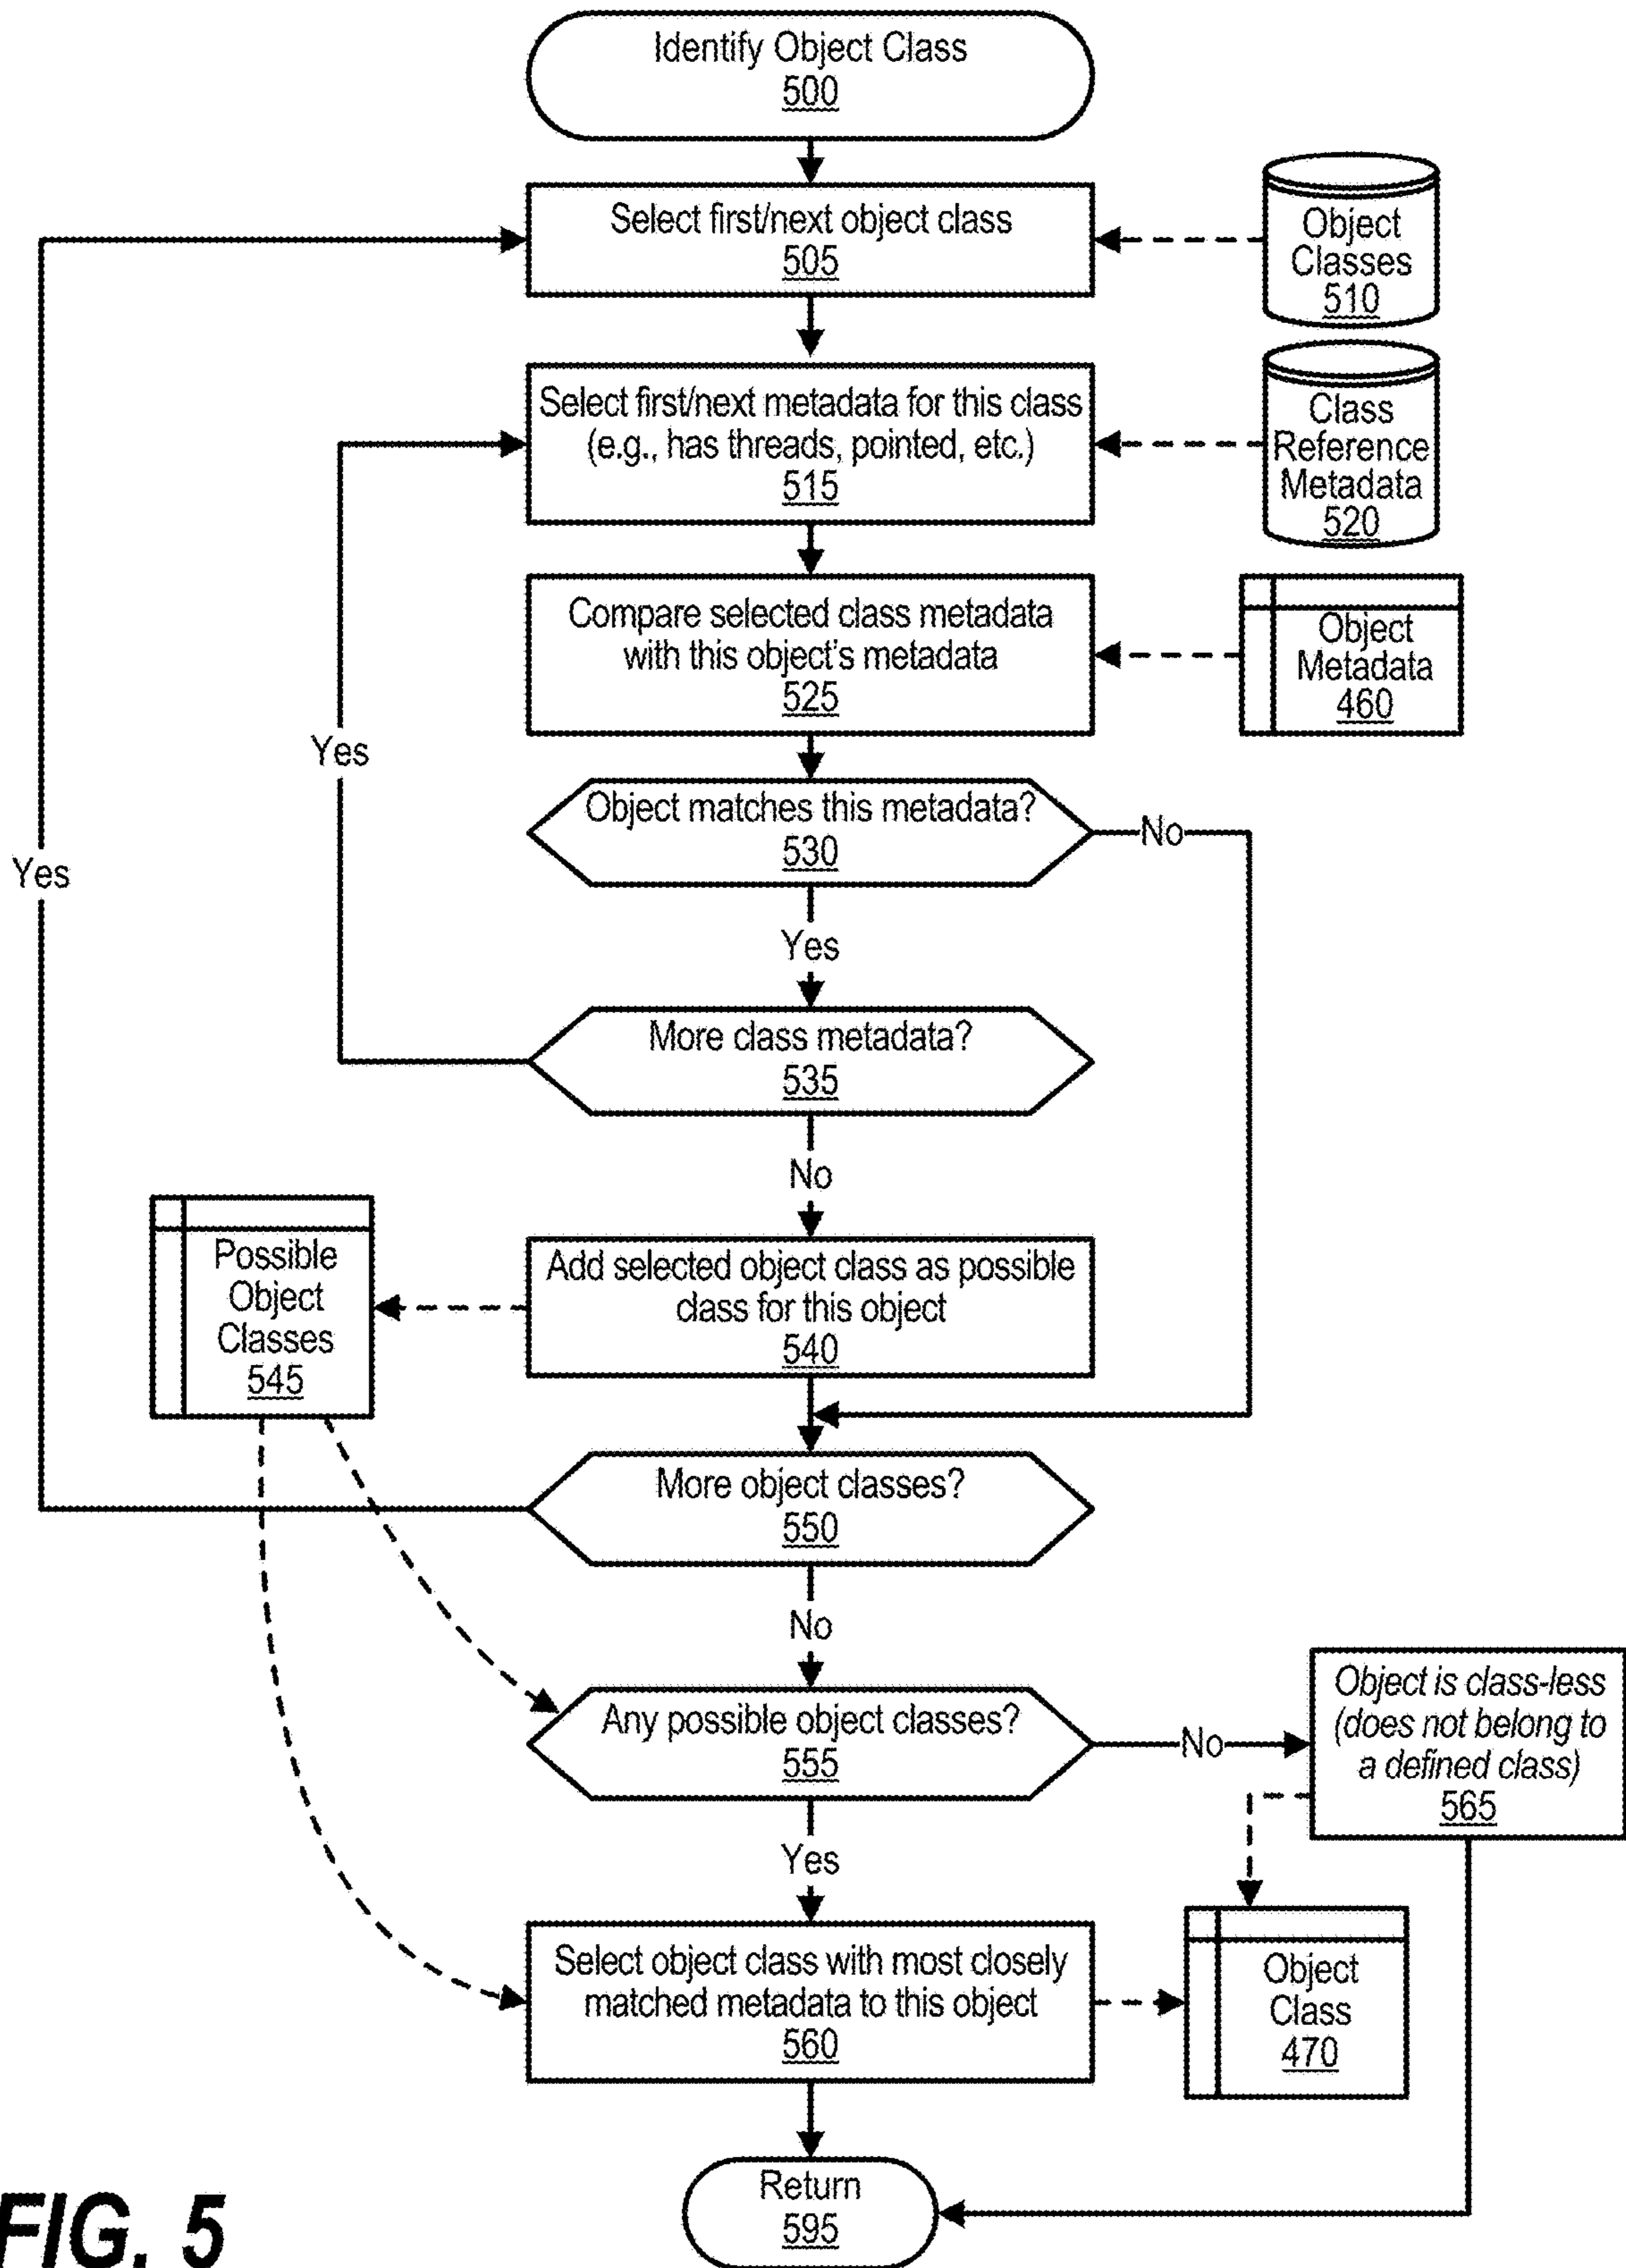 Identify Object Class
500
Select first/next object class
505
Object
Classes
510
Select first/next metadata for this class
(e.g., has threads, pointed, etc.)
515
Class
Reference
Metadata
520
Compare selected class metadata
with this object's metadata
525
Object
Metadata
460
Yes
Object matches this metadata?
530
No
Yes
Yes
More class metadata?
535
No
Possible
Object
Classes
545
Add selected object class as possible
class for this object
540
More object classes?
550
No
Any possible object classes?
555
No
Object is class-less
(does not belong to
a defined class)
565
Yes
Select object class with most closely
matched metadata to this object
560
Object
Class
470
Return
595
FIG. 5